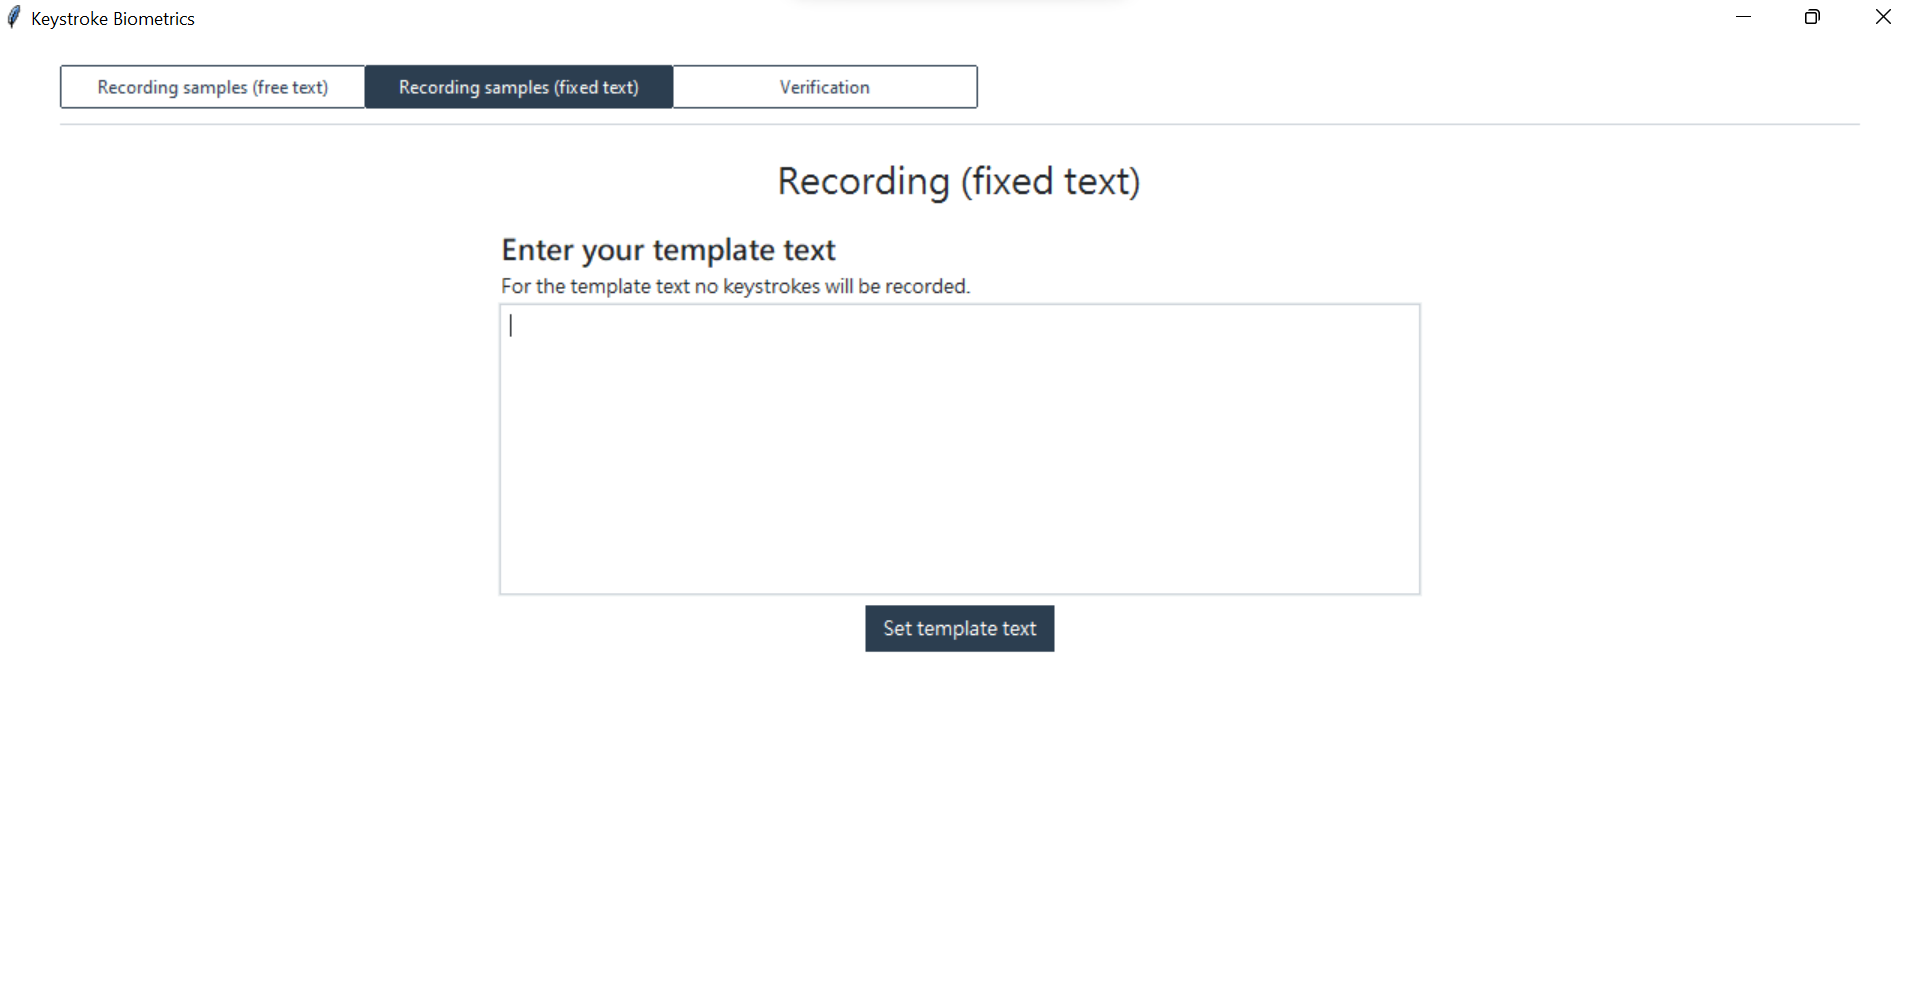 Keystroke Biometrics
Recording samples (free text) Recording samples (fixed text) Verification
Recording (fixed text)
Enter your template text
For the template text no keystrokes will be recorded.
Set template text